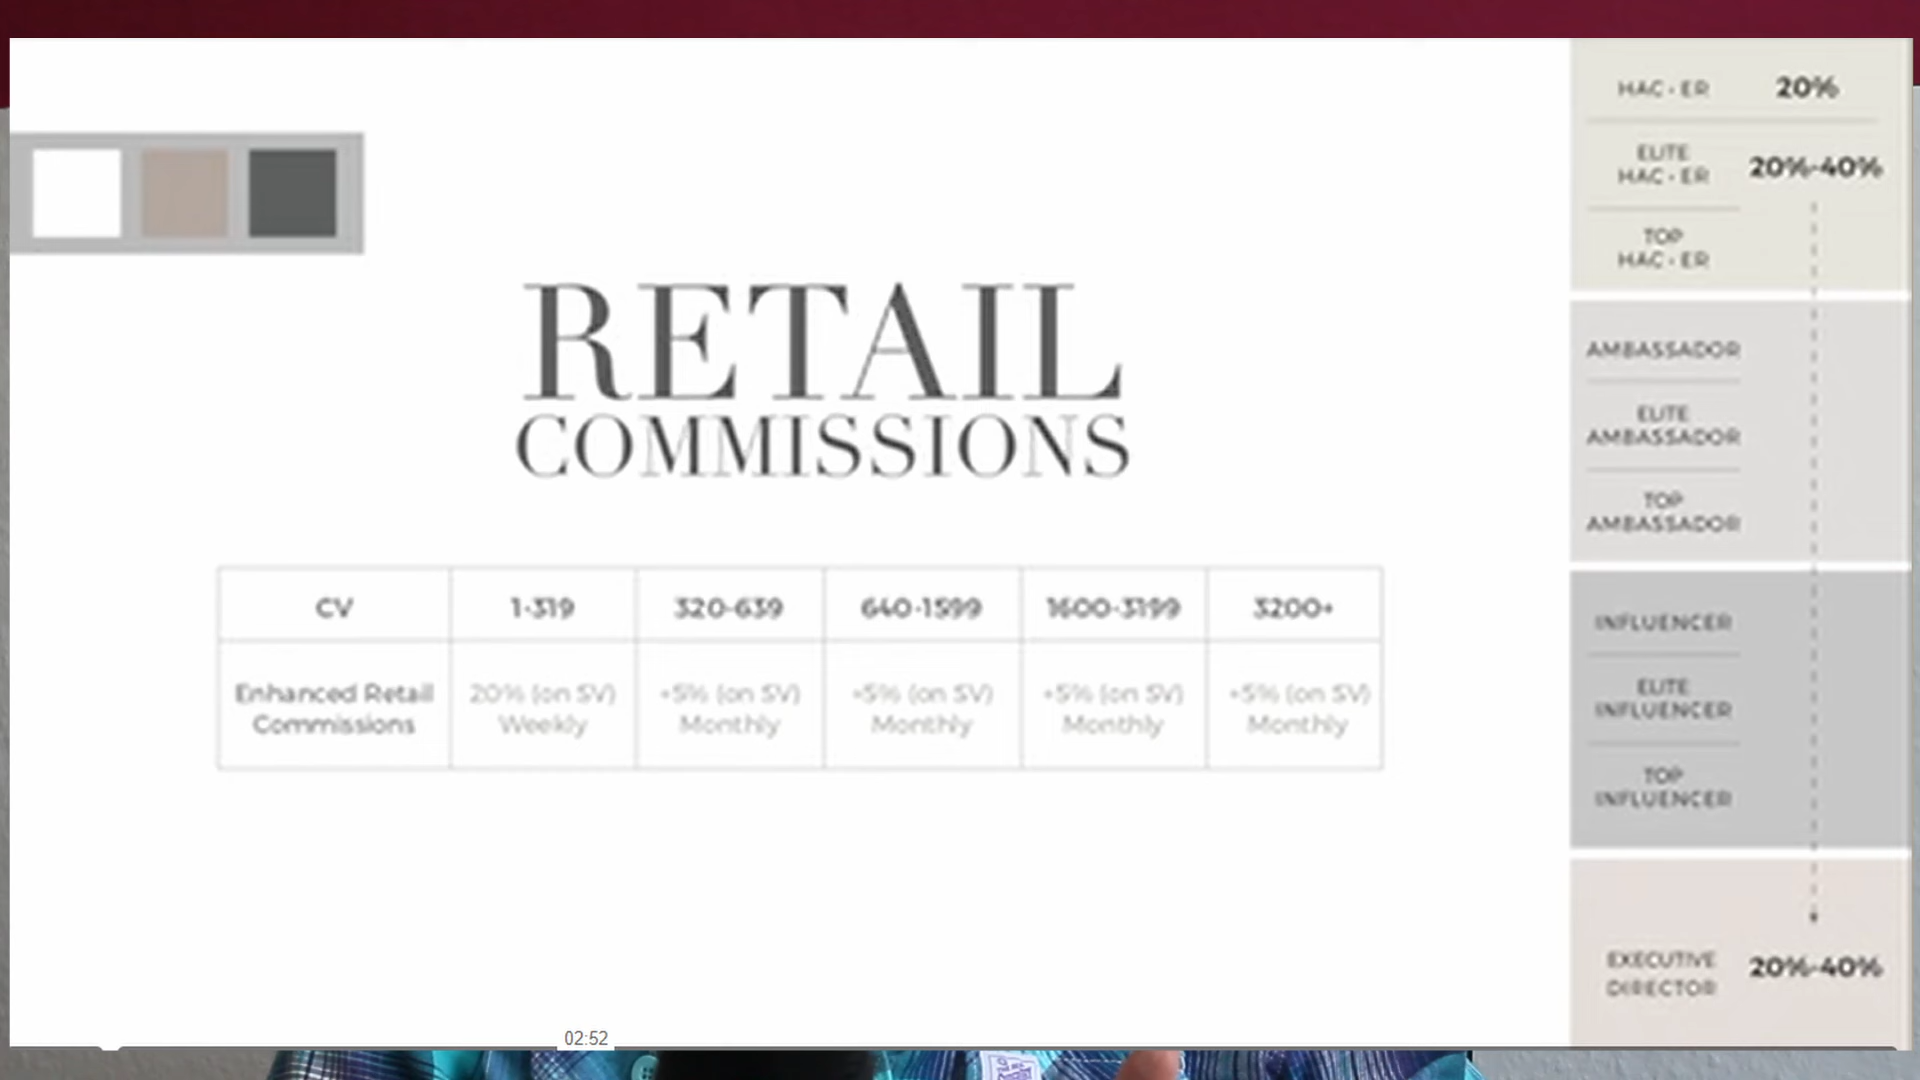 RETAIL
COMMISSIONS
CV 1-319 320-639 640-1599 1600-3199 3200+
Enhanced Retail 20% (on SV) +5% (on SV) +5% (on SV) +5% (on SV) +5% (on SV)
Commissions Weekly Monthly Monthly Monthly Monthly
HAC - ER 20%
ELITE
HAC - ER 20%-40%
TOP
HAC - ER
AMBASSADOR
ELITE
AMBASSADOR
TOP
AMBASSADOR
INFLUENCER
ELITE
INFLUENCER
TOP
INFLUENCER
EXECUTIVE
DIRECTOR 20%-40%
02:52